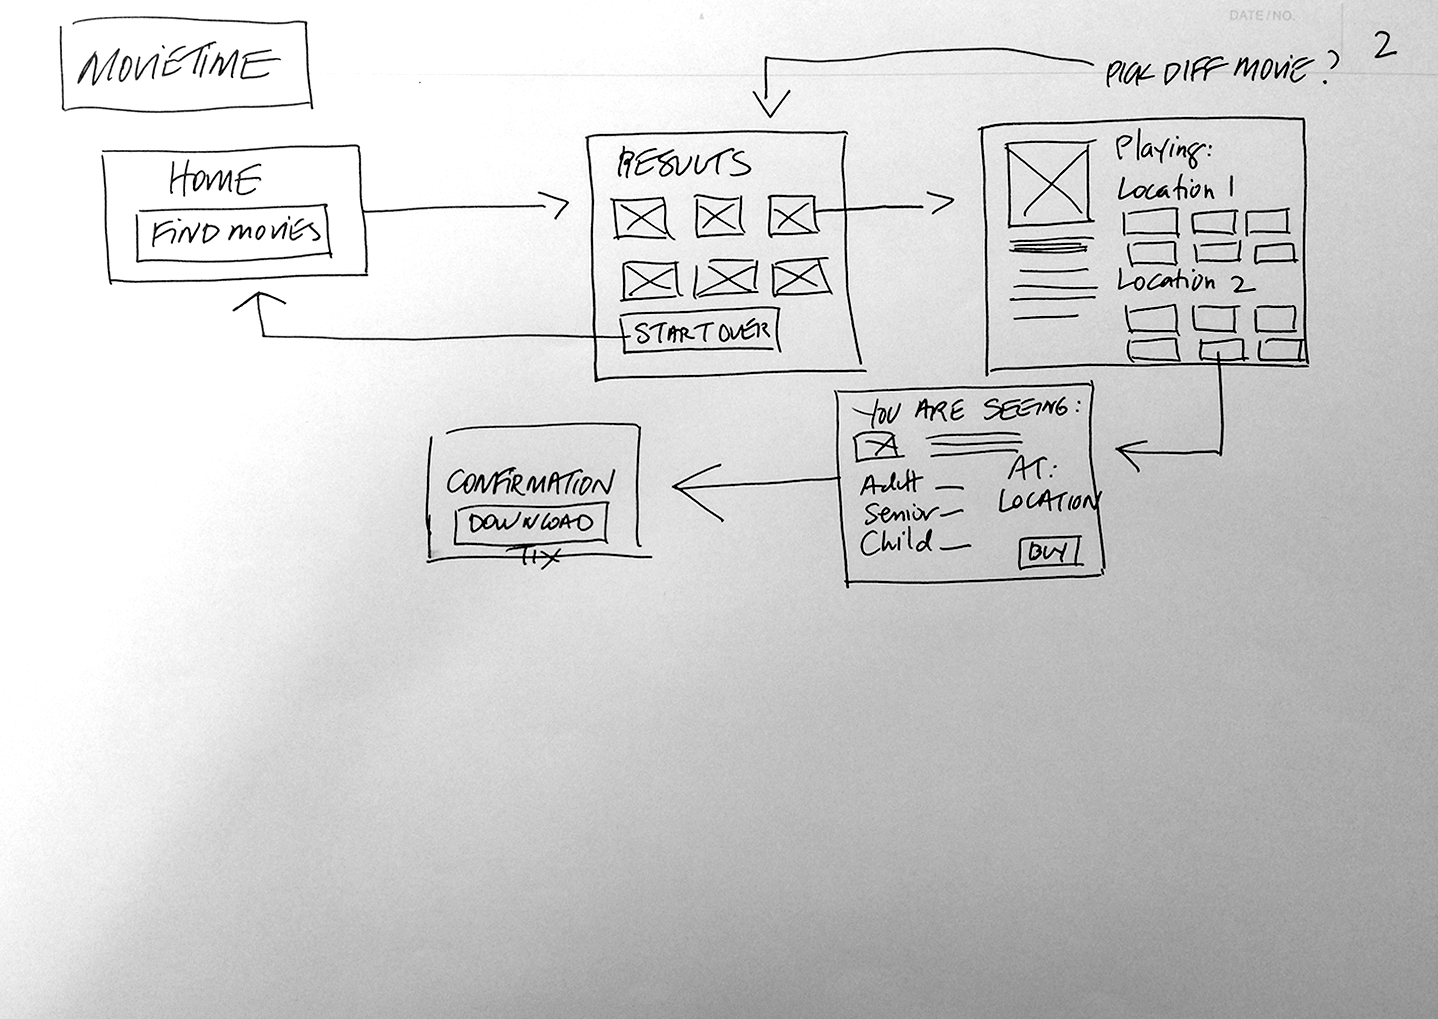 DATE/NO.
2
MOVIETIME
PICK DIFF MOVIE?
HOME
FIND MOVIES
RESULTS
START OVER
Playing:
Location 1
Location 2
YOU ARE SEEING:
Adult
Senior
Child
AT:
LOCATION
BUY
CONFIRMATION
DOWNLOAD
TIX